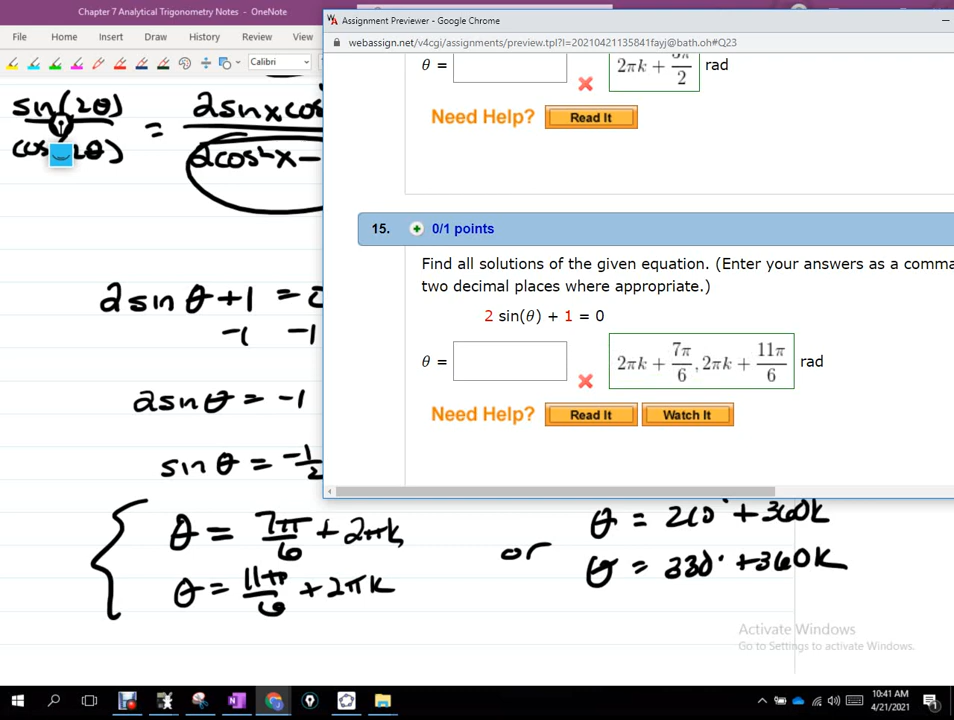 Chapter 7 Analytical Trigonometry Notes - OneNote
Assignment Previewer - Google Chrome
File Home Insert Draw History Review View
webassign.net/v4cgi/assignments/preview.tpl?l=20210421135841fayj@bath.oh#Q23
Calibri
θ = 2πk + 2 rad
Need Help? Read It
sin(2θ) = 2sinxcos
cos(2θ) 2cos²x-
15. 0/1 points
Find all solutions of the given equation. (Enter your answers as a comma
two decimal places where appropriate.)
2 sin(θ) + 1 = 0
θ = 2πk + 7π/6, 2πk + 11π/6 rad
Need Help? Read It Watch It
2sinθ+1 = 0
-1 -1
2sinθ = -1
sinθ = -1/2
θ = 7π/6 + 2πk
θ = 11π/6 + 2πk
or
θ = 210° + 360k
θ = 330° + 360k
Activate Windows
Go to Settings to activate Windows.
10:41 AM
4/21/2021